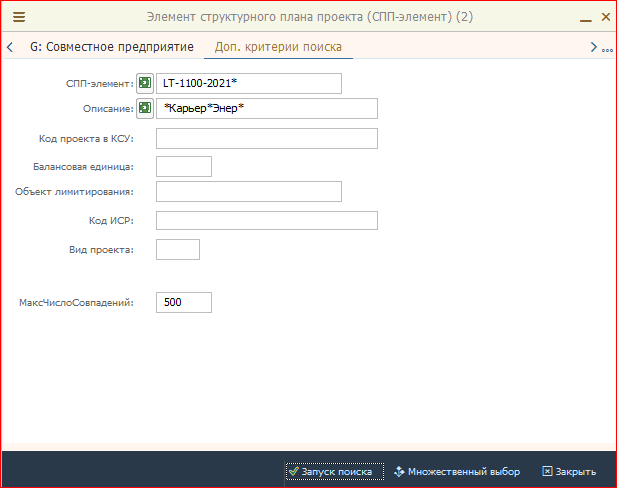 Элемент структурного плана проекта (СПП-элемент) (2)
G: Совместное предприятие Доп. критерии поиска
СПП-элемент: LT-1100-2021*
Описание: *Карьер*Энер*
Код проекта в КСУ:
Балансовая единица:
Объект лимитирования:
Код ИСР:
Вид проекта:
МаксЧислоСовпадений: 500
Запуск поиска Множественный выбор Закрыть